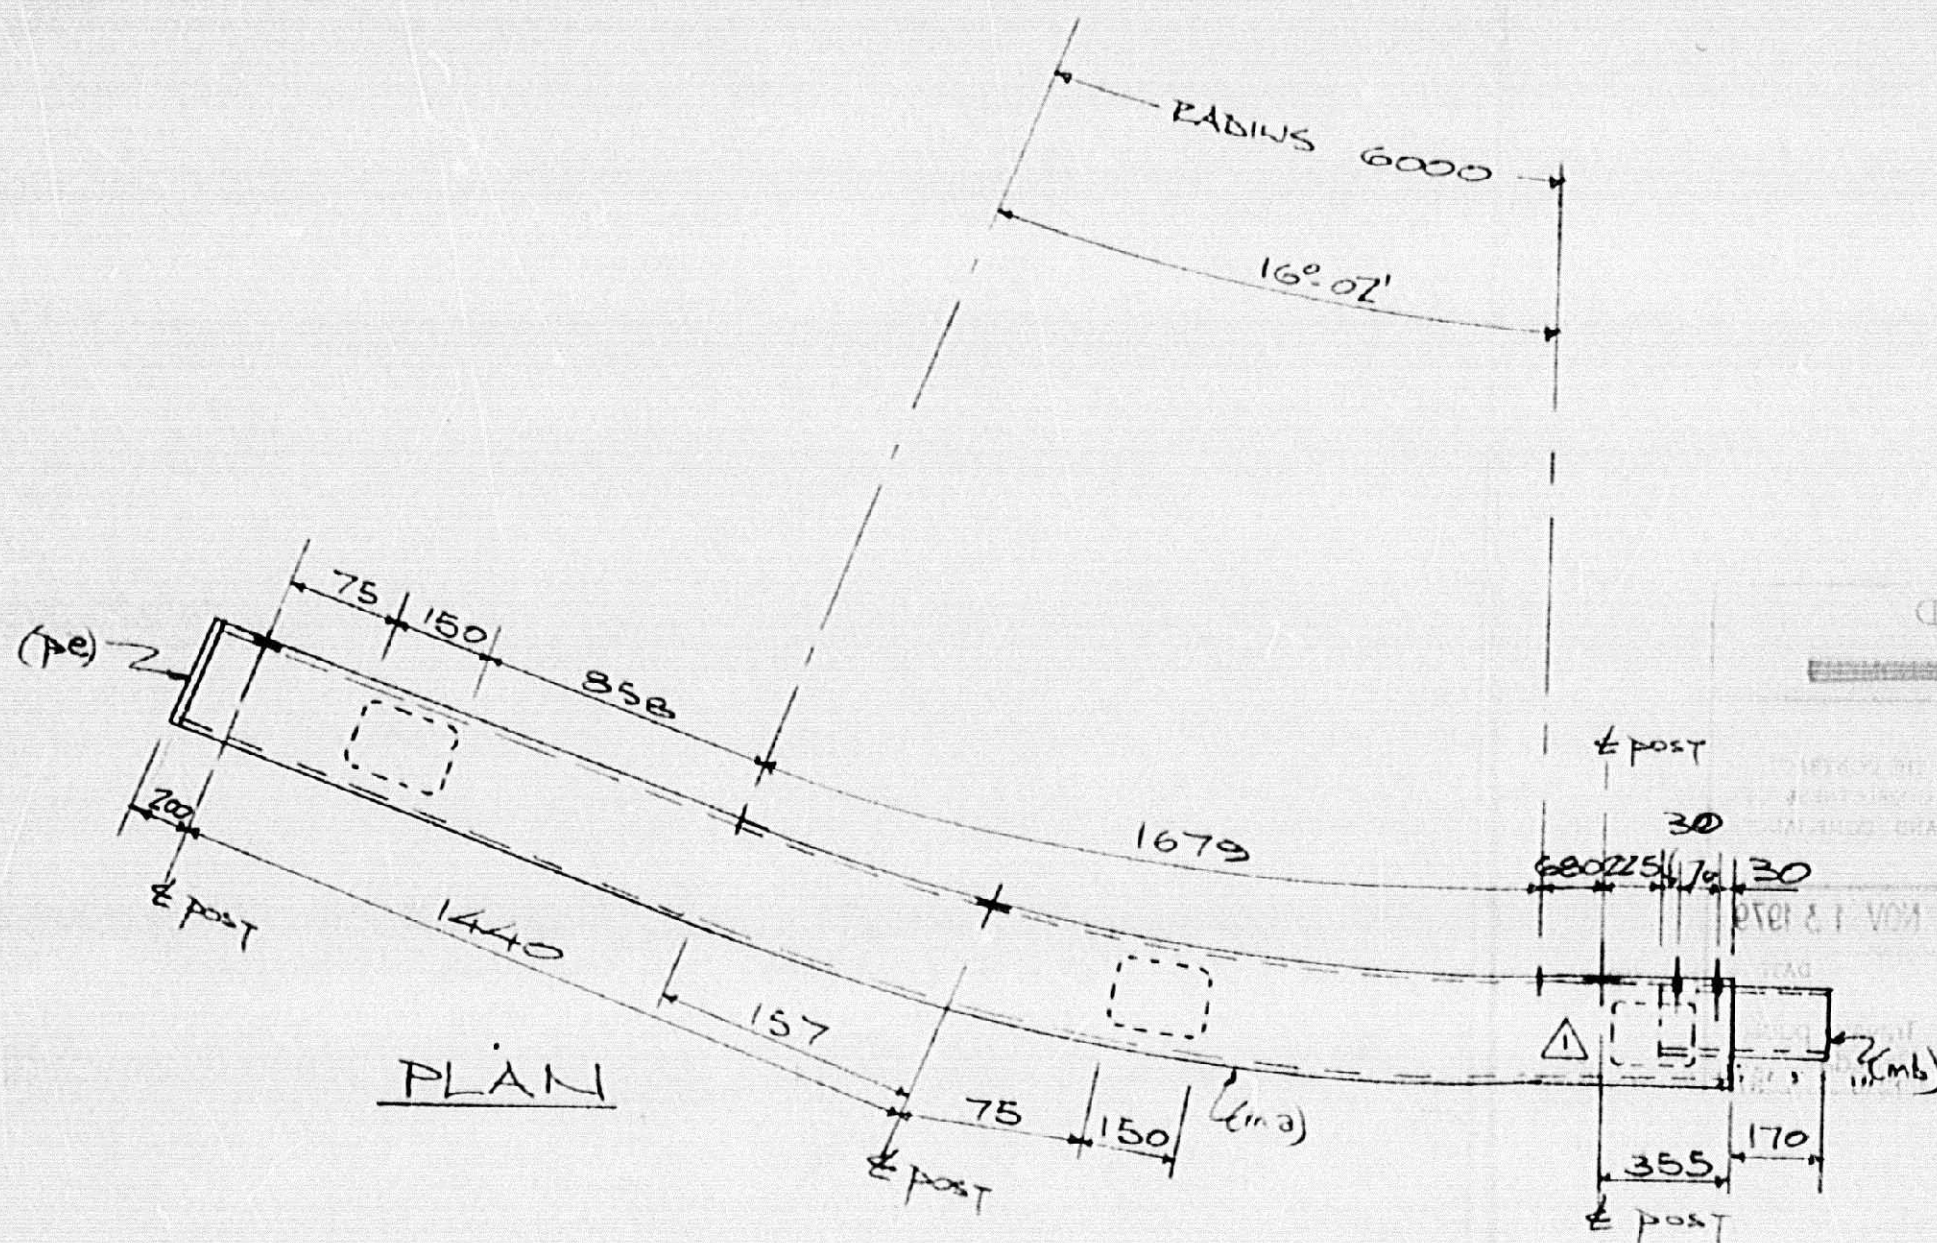 RADIUS 6000
16°-02'
75
150
858
(pe)
1679
℄ POST
30
680 225 70 30
200
℄ POST
1440
157
PLAN
75
150
(ma)
(mb)
℄ POST
355
170
℄ POST
NOV 13 1979
DATE